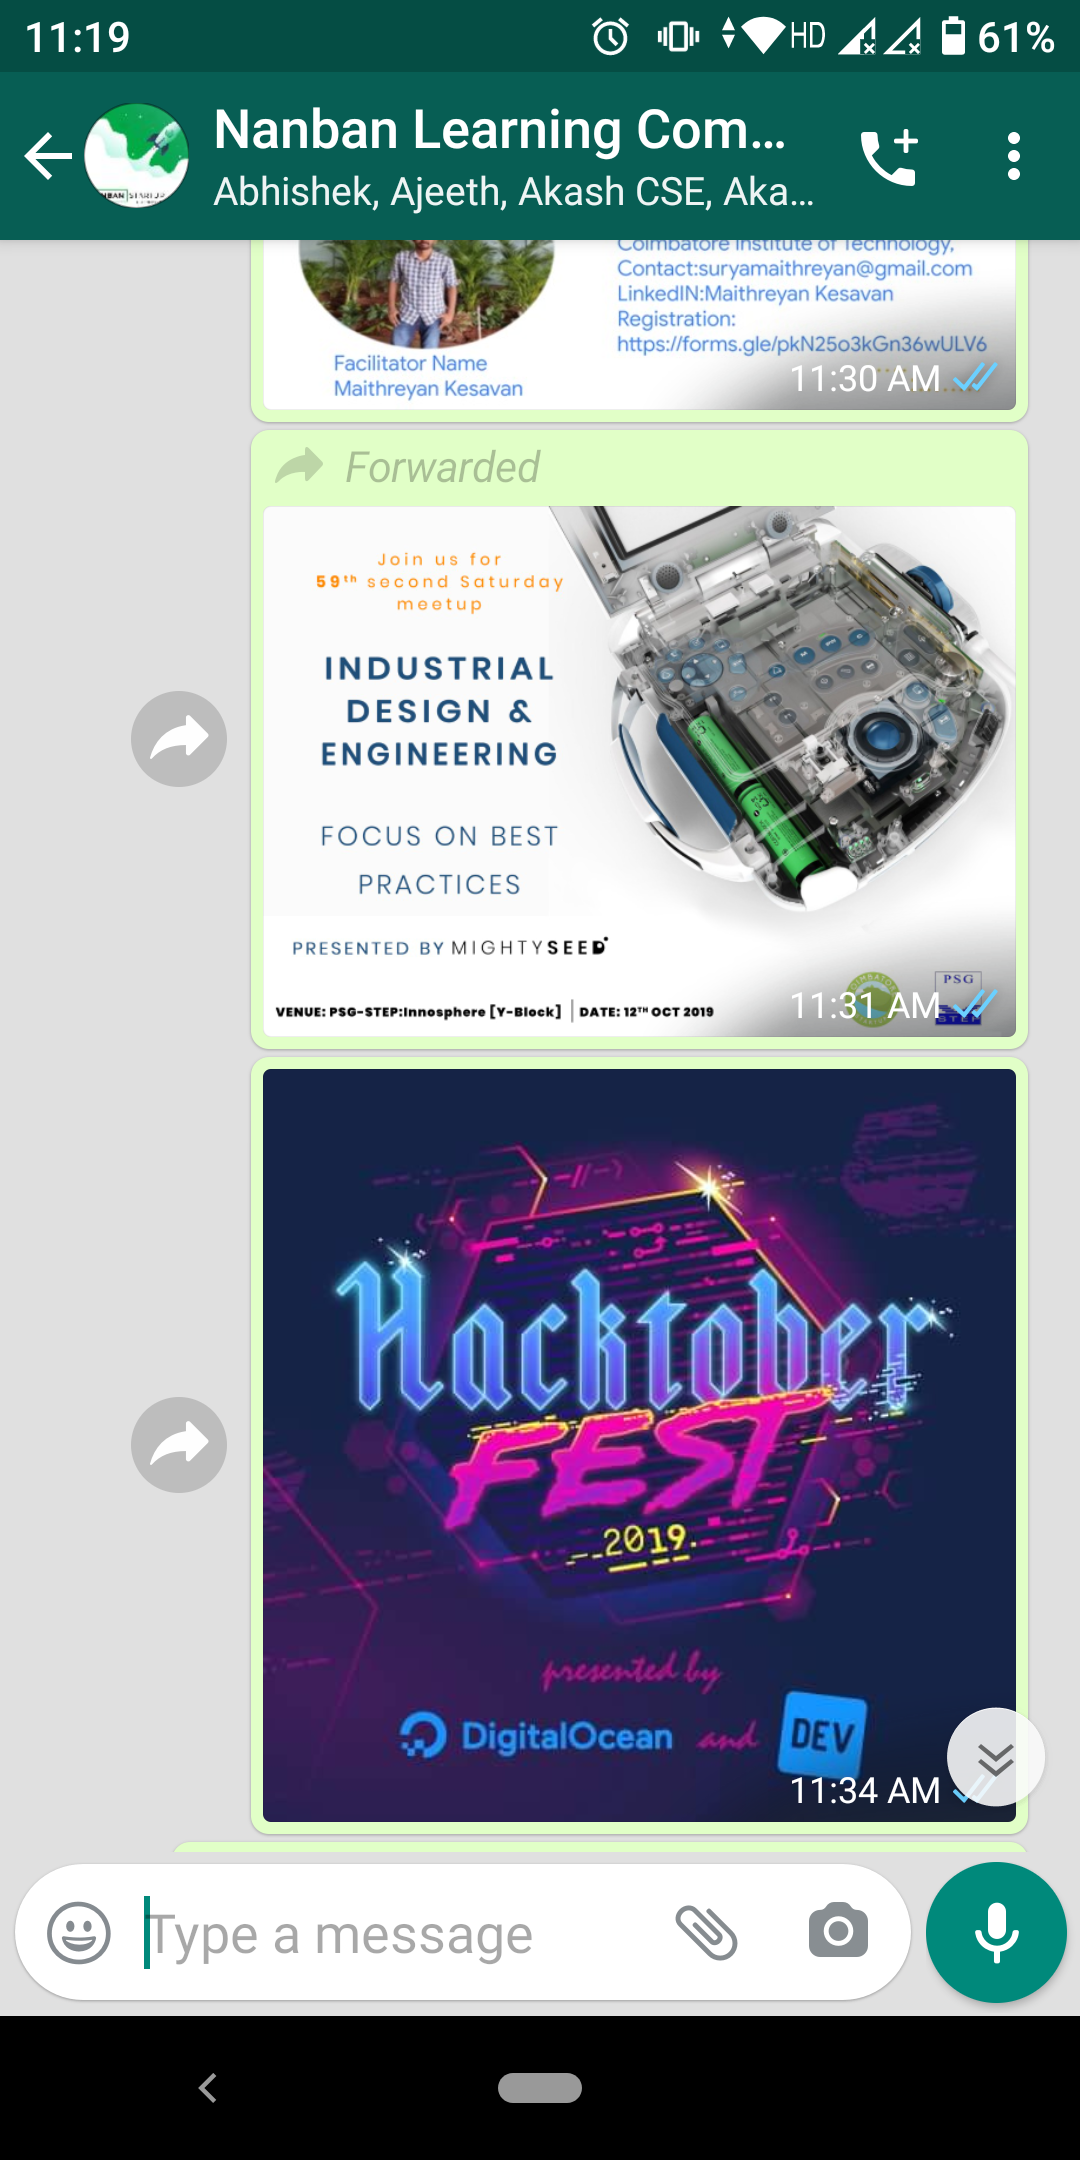 11:19
HD
61%
Nanban Learning Com...
Abhishek, Ajeeth, Akash CSE, Aka...
Coimbatore Institute of Technology,
Contact:suryamaithreyan@gmail.com
LinkedIN:Maithreyan Kesavan
Registration:
https://forms.gle/pkN25o3kGn36wULV6
Facilitator Name
Maithreyan Kesavan
11:30 AM
Forwarded
Join us for
59th second Saturday
meetup
INDUSTRIAL
DESIGN &
ENGINEERING
FOCUS ON BEST
PRACTICES
PRESENTED BY MIGHTYSEED
PSG
STEP
VENUE: PSG-STEP:Innosphere [Y-Block] | DATE: 12TH OCT 2019
11:31 AM
Hacktober
FEST
2019.
presented by
DigitalOcean and DEV
11:34 AM
Type a message